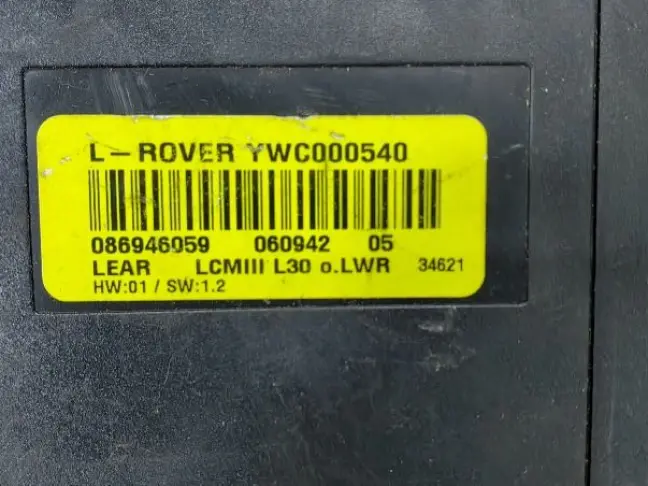 L-ROVER YWC000540
086946059 060942 05
LEAR LCMIII L30 o.LWR 34621
HW:01 / SW:1.2